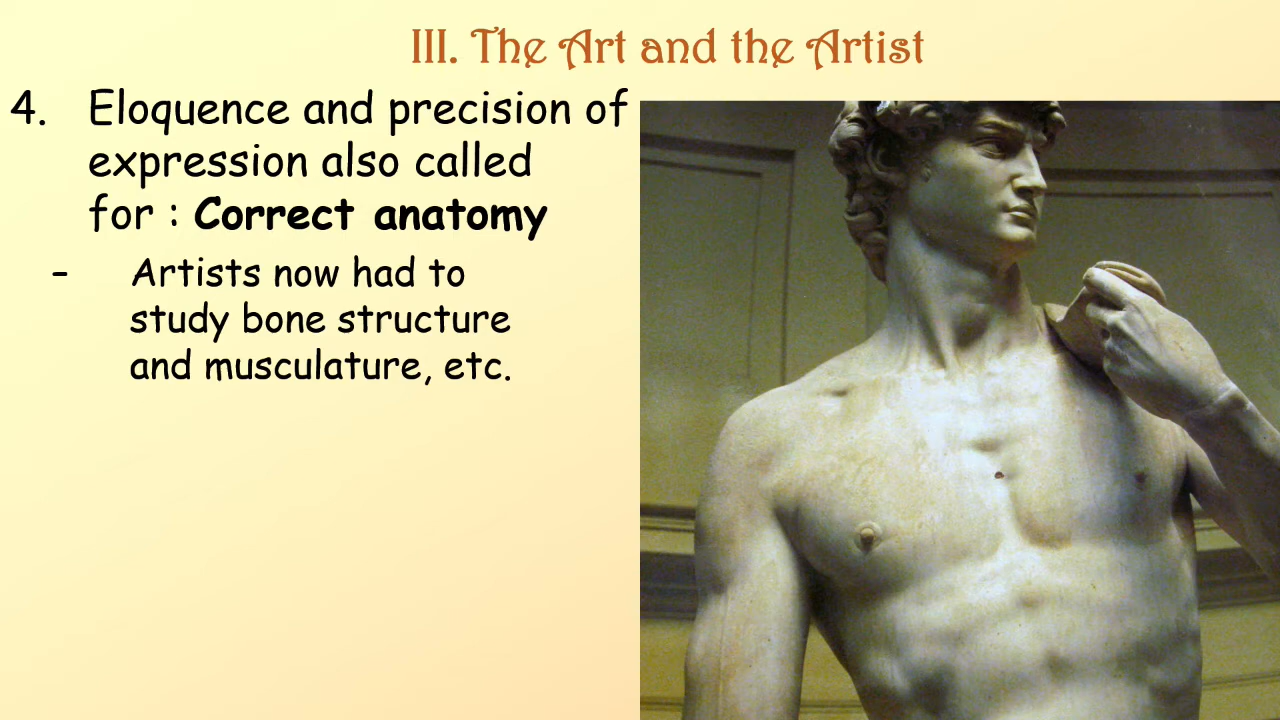 III. The Art and the Artist
4. Eloquence and precision of
expression also called
for : Correct anatomy
- Artists now had to
study bone structure
and musculature, etc.